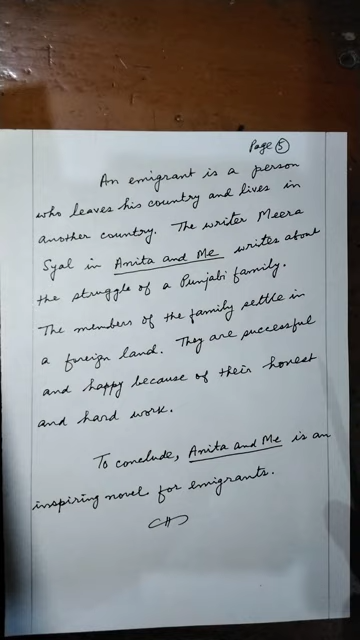 Page 5
An emigrant is a person
who leaves his country and lives in
another country. The writer Meera
Syal in Anita and Me writes about
the struggle of a Punjabi family.
The members of the family settle in
a foreign land. They are successful
and happy because of their honest
and hard work.
To conclude, Anita and Me is an
inspiring novel for emigrants.